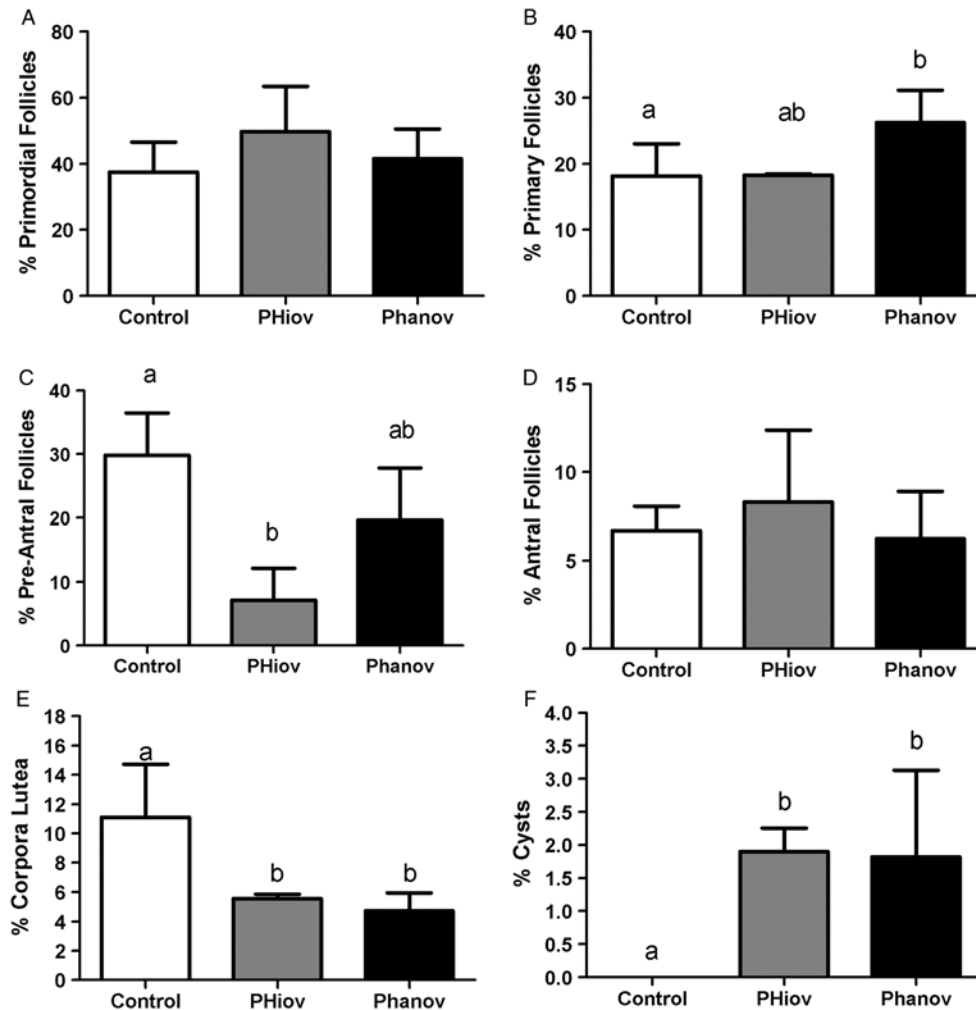 A
% Primordial Follicles
80
60
40
20
0
Control PHiov Phanov
B
% Primary Follicles
40
30
20
10
0
a ab b
Control PHiov Phanov
C
% Pre-Antral Follicles
40
30
20
10
0
a b ab
Control PHiov Phanov
D
% Antral Follicles
15
10
5
0
Control PHiov Phanov
E
% Corpora Lutea
18
16
14
12
10
8
6
4
2
0
a b b
Control PHiov Phanov
F
% Cysts
4.0
3.5
3.0
2.5
2.0
1.5
1.0
0.5
0.0
a b b
Control PHiov Phanov